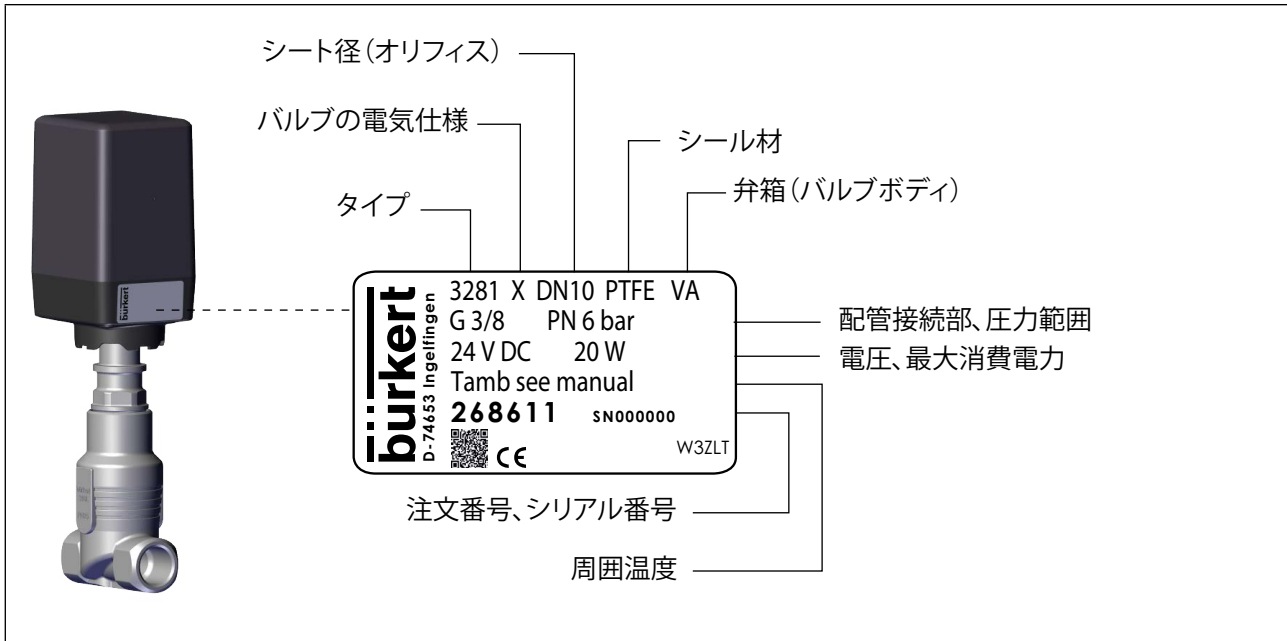 シート径（オリフィス）
バルブの電気仕様
シール材
弁箱（バルブボディ）
タイプ
bürkert
bürkert
D-74653 Ingelfingen
3281 X DN10 PTFE VA
G 3/8 PN 6 bar
24 V DC 20 W
Tamb see manual
268611 SN000000
CE W3ZLT
配管接続部、圧力範囲
電圧、最大消費電力
注文番号、シリアル番号
周囲温度